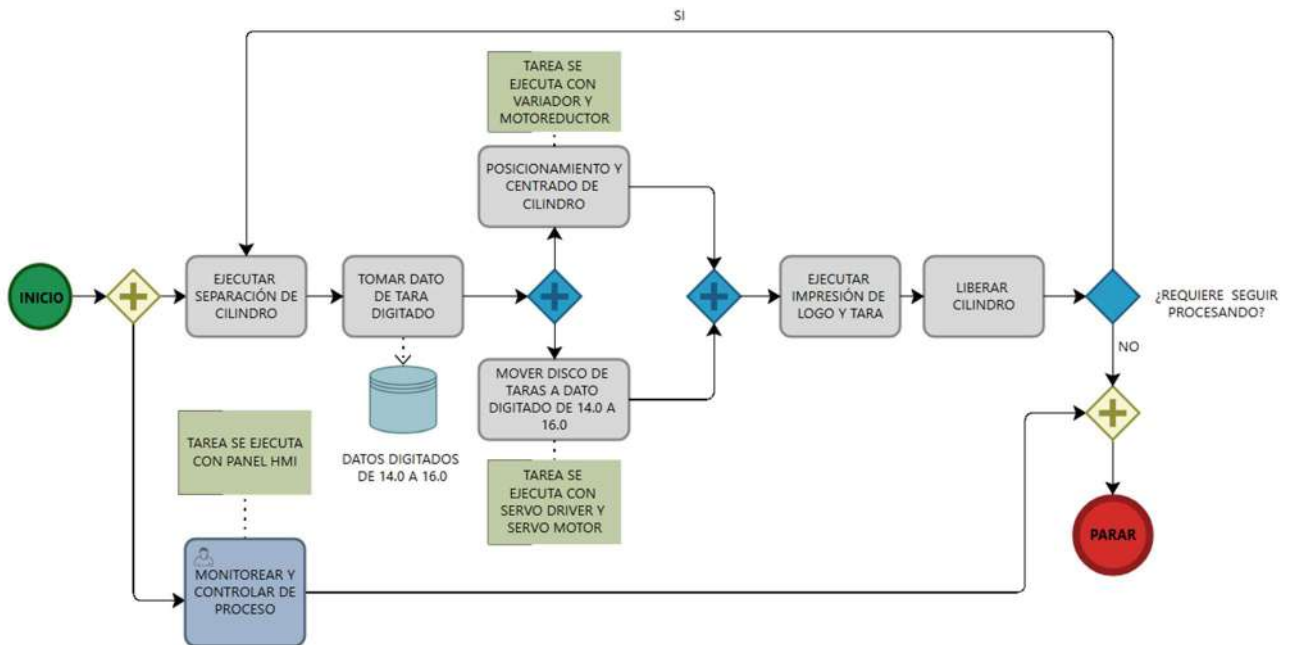 SI
TAREA SE
EJECUTA CON
VARIADOR Y
MOTOREDUCTOR
POSICIONAMIENTO Y
CENTRADO DE
CILINDRO
INICIO
EJECUTAR
SEPARACIÓN DE
CILINDRO
TOMAR DATO
DE TARA
DIGITADO
EJECUTAR
IMPRESIÓN DE
LOGO Y TARA
LIBERAR
CILINDRO
¿REQUIERE SEGUIR
PROCESANDO?
NO
MOVER DISCO DE
TARAS A DATO
DIGITADO DE 14.0 A
16.0
TAREA SE EJECUTA
CON PANEL HMI
DATOS DIGITADOS
DE 14.0 A 16.0
TAREA SE
EJECUTA CON
SERVO DRIVER Y
SERVO MOTOR
PARAR
MONITOREAR Y
CONTROLAR DE
PROCESO